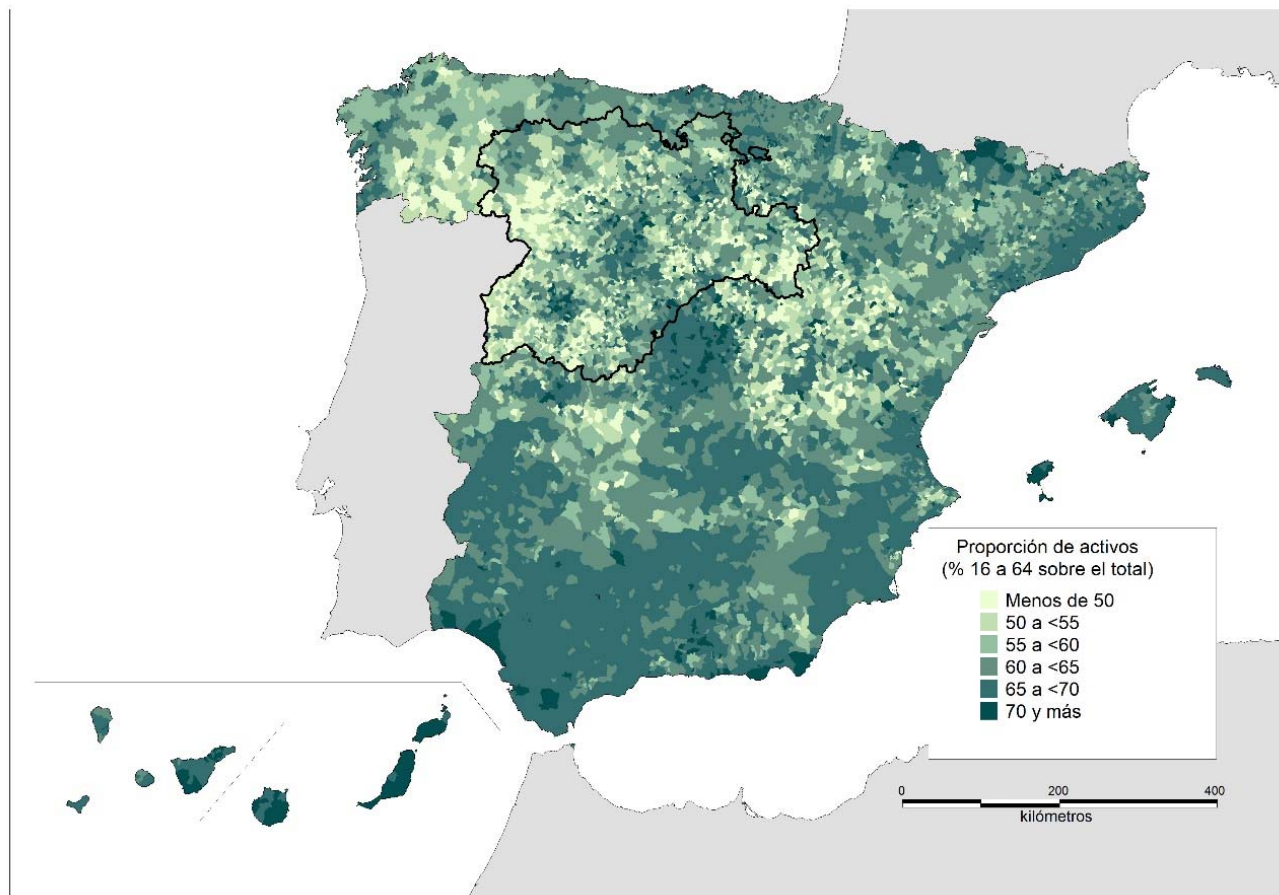 Proporción de activos
(% 16 a 64 sobre el total)
Menos de 50
50 a <55
55 a <60
60 a <65
65 a <70
70 y más
0 200 400
kilómetros